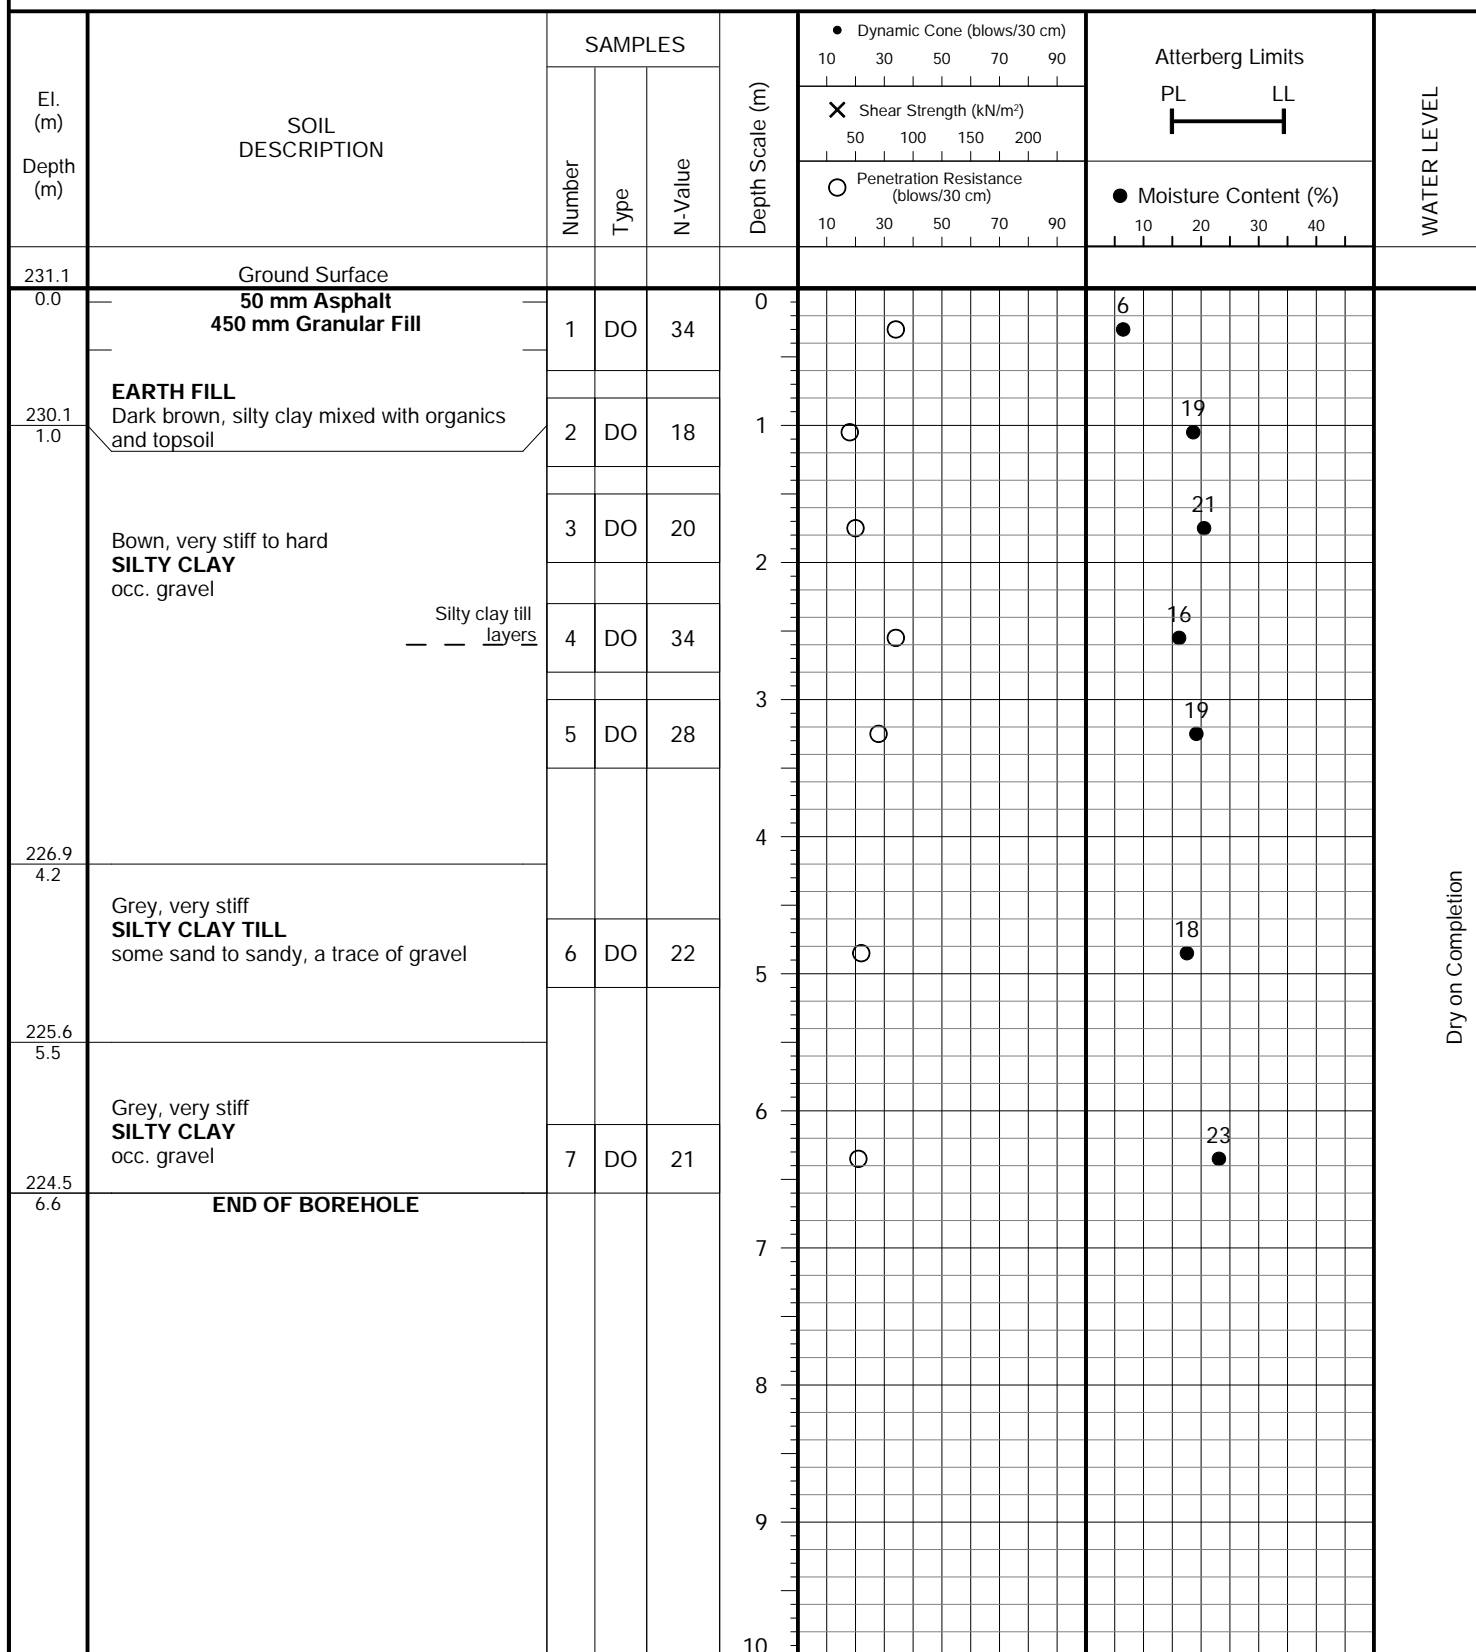 El.
(m)
Depth
(m)
SOIL
DESCRIPTION
SAMPLES
Number
Type
N-Value
Depth Scale (m)
Dynamic Cone (blows/30 cm)
10 30 50 70 90
Shear Strength (kN/m²)
50 100 150 200
Penetration Resistance
(blows/30 cm)
10 30 50 70 90
Atterberg Limits
PL LL
Moisture Content (%)
10 20 30 40
WATER LEVEL
231.1 Ground Surface
0.0 50 mm Asphalt 0
450 mm Granular Fill
6
1 DO 34
EARTH FILL
Dark brown, silty clay mixed with organics
and topsoil
230.1
1.0
1
19
2 DO 18
21
3 DO 20
Bown, very stiff to hard
SILTY CLAY
occ. gravel
2
Silty clay till
layers
16
4 DO 34
3
19
5 DO 28
4
226.9
4.2
Grey, very stiff
SILTY CLAY TILL
some sand to sandy, a trace of gravel
18
6 DO 22
5
Dry on Completion
225.6
5.5
Grey, very stiff
SILTY CLAY
occ. gravel
6
23
7 DO 21
224.5
6.6 END OF BOREHOLE
7
8
9
10